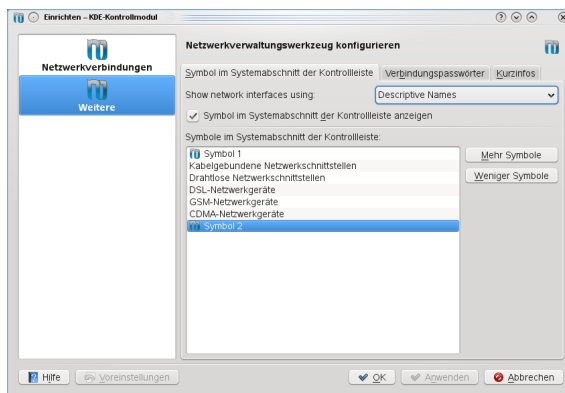 Einrichten – KDE-Kontrollmodul
Netzwerkverbindungen
Weitere
Netzwerkverwaltungswerkzeug konfigurieren
Symbol im Systemabschnitt der Kontrollleiste
Verbindungspasswörter
Kurzinfos
Show network interfaces using:
Descriptive Names
Symbol im Systemabschnitt der Kontrollleiste anzeigen
Symbole im Systemabschnitt der Kontrollleiste:
Symbol 1
Kabelgebundene Netzwerkschnittstellen
Drahtlose Netzwerkschnittstellen
DSL-Netzwerkgeräte
GSM-Netzwerkgeräte
CDMA-Netzwerkgeräte
Symbol 2
Mehr Symbole
Weniger Symbole
Hilfe
Voreinstellungen
OK
Anwenden
Abbrechen